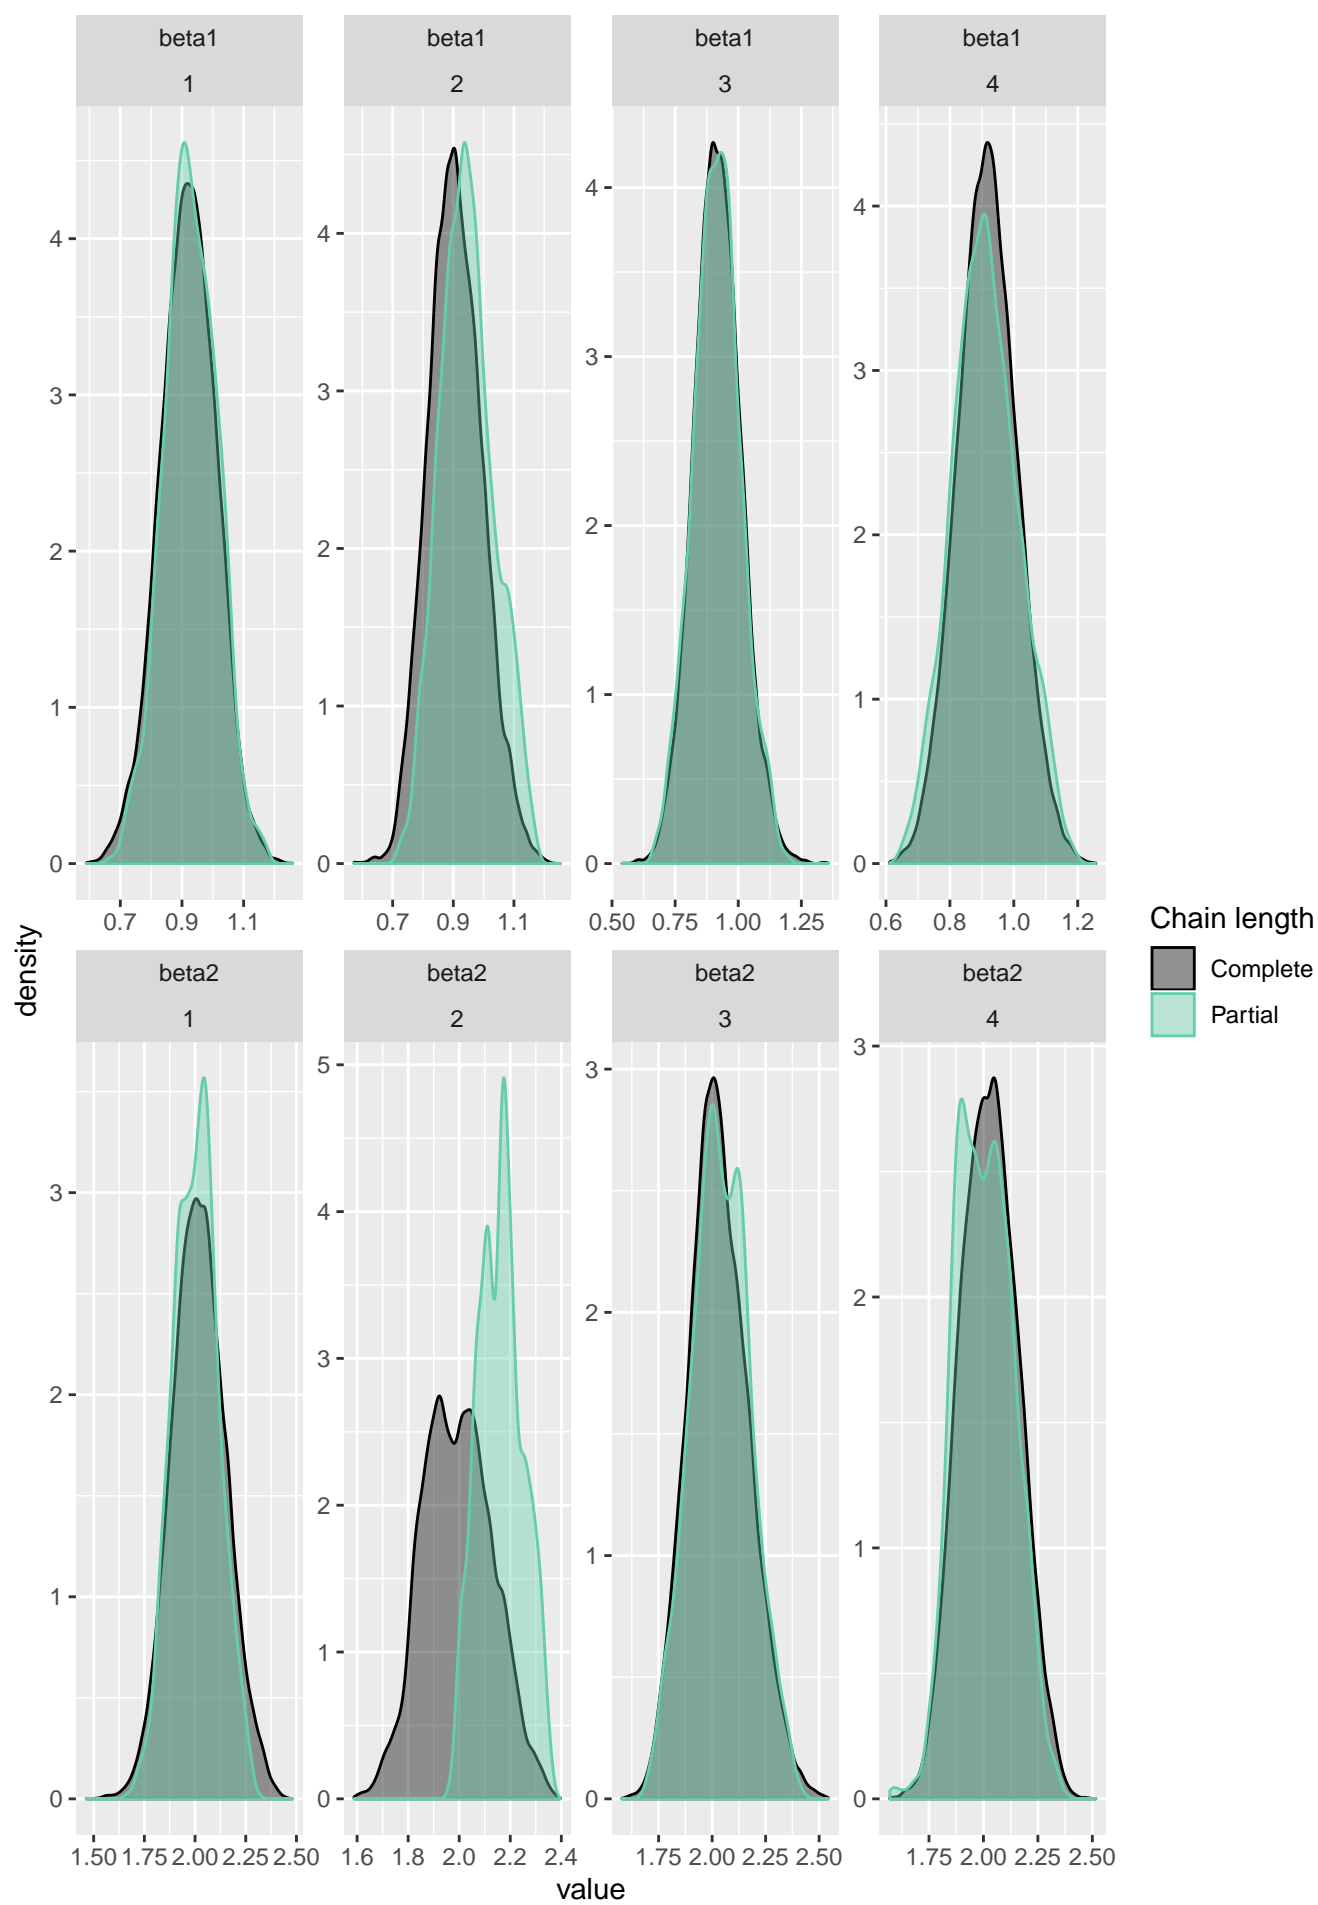 beta1 beta1 beta1 beta1
1 2 3 4
4 4 4 4
3 3 3 3
2 2 2 2
1 1 1 1
0 0 0 0
0.7 0.9 1.1 0.7 0.9 1.1 0.50 0.75 1.00 1.25 0.6 0.8 1.0 1.2
density
Chain length
Complete
Partial
beta2 beta2 beta2 beta2
1 2 3 4
3 5 3 3
2 4 2 2
1 3 1 1
0 2 0 0
1
0
1.50 1.75 2.00 2.25 2.50 1.6 1.8 2.0 2.2 2.4 1.75 2.00 2.25 2.50 1.75 2.00 2.25 2.50
value